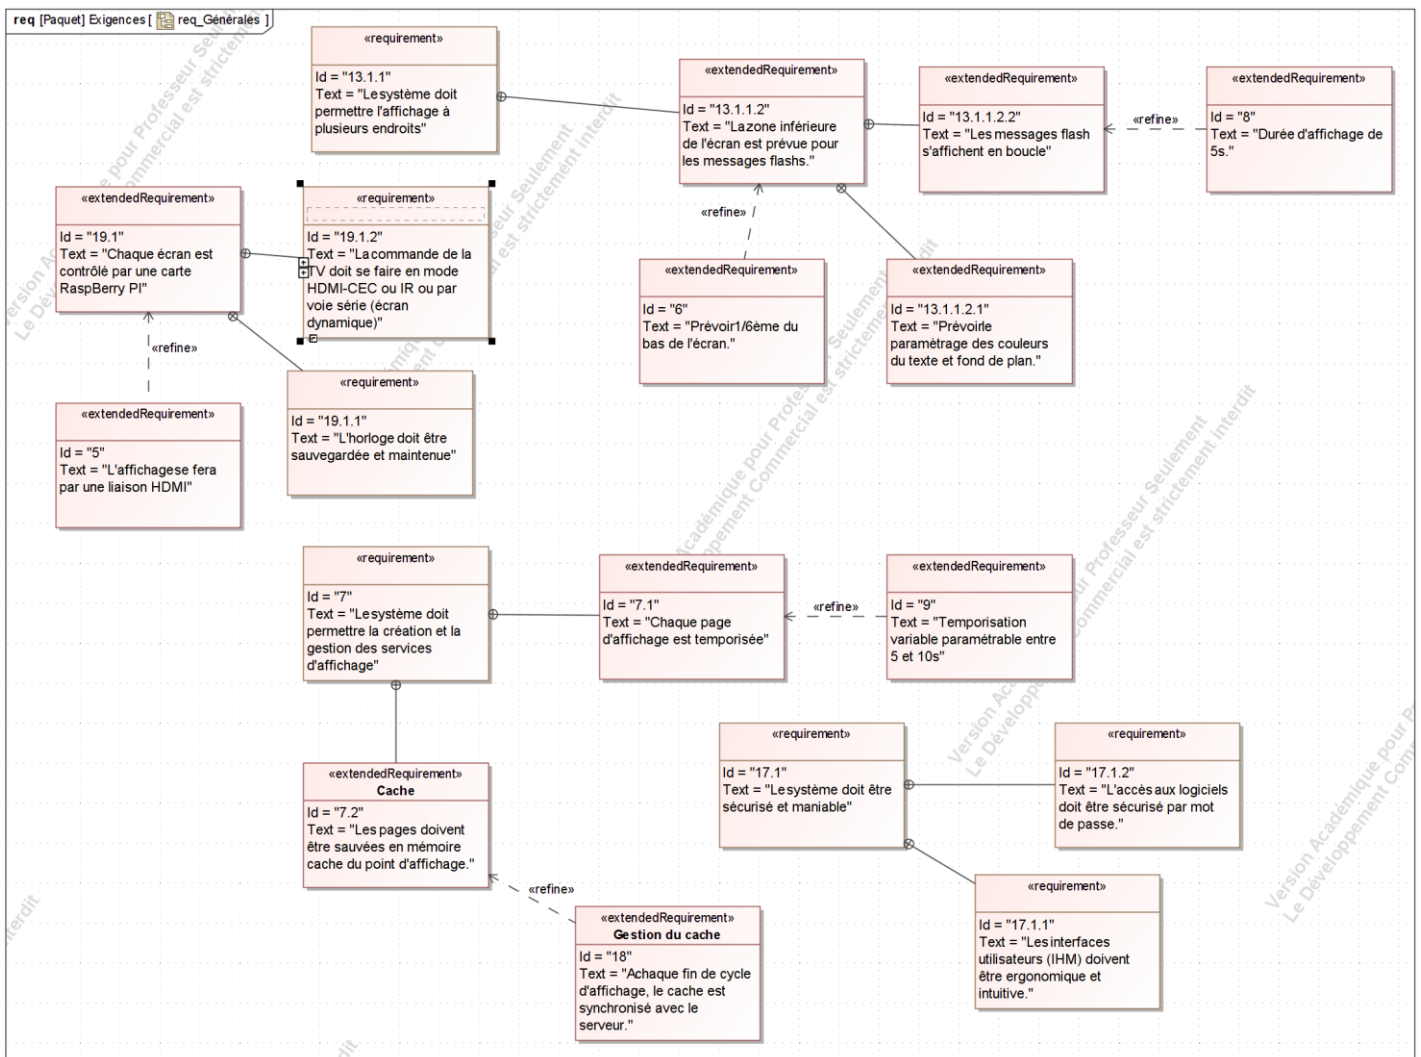 req [Paquet] Exigences [ req_Générales ]
«requirement»
Id = "13.1.1"
Text = "Lesystème doit
permettre l'affichage à
plusieurs endroits"
«extendedRequirement»
Id = "13.1.1.2"
Text = "Lazone inférieure
de l'écran est prévue pour
les messages flashs."
«extendedRequirement»
Id = "13.1.1.2.2"
Text = "Les messages flash
s'affichent en boucle"
«refine»
«extendedRequirement»
Id = "8"
Text = "Durée d'affichage de
5s."
«extendedRequirement»
Id = "19.1"
Text = "Chaque écran est
contrôlé par une carte
RaspBerry PI"
«requirement»
Id = "19.1.2"
Text = "Lacommande de la
TV doit se faire en mode
HDMI-CEC ou IR ou par
voie série (écran
dynamique)"
«refine»
«extendedRequirement»
Id = "6"
Text = "Prévoir1/6ème du
bas de l'écran."
«extendedRequirement»
Id = "13.1.1.2.1"
Text = "Prévoirle
paramètrage des couleurs
du texte et fond de plan."
«refine»
«extendedRequirement»
Id = "5"
Text = "L'affichagese fera
par une liaison HDMI"
«requirement»
Id = "19.1.1"
Text = "L'horloge doit être
sauvegardée et maintenue"
«requirement»
Id = "7"
Text = "Lesystème doit
permettre la création et la
gestion des services
d'affichage"
«extendedRequirement»
Id = "7.1"
Text = "Chaque page
d'affichage est temporisée"
«refine»
«extendedRequirement»
Id = "9"
Text = "Temporisation
variable paramétrable entre
5 et 10s"
«extendedRequirement»
Cache
Id = "7.2"
Text = "Les pages doivent
être sauvées en mémoire
cache du point d'affichage."
«refine»
«extendedRequirement»
Gestion du cache
Id = "18"
Text = "Achaque fin de cycle
d'affichage, le cache est
synchronisé avec le
serveur."
«requirement»
Id = "17.1"
Text = "Lesystème doit être
sécurisé et maniable"
«requirement»
Id = "17.1.2"
Text = "L'accès aux logiciels
doit être sécurisé par mot
de passe."
«requirement»
Id = "17.1.1"
Text = "Lesinterfaces
utilisateurs (IHM) doivent
être ergonomique et
intuitive."